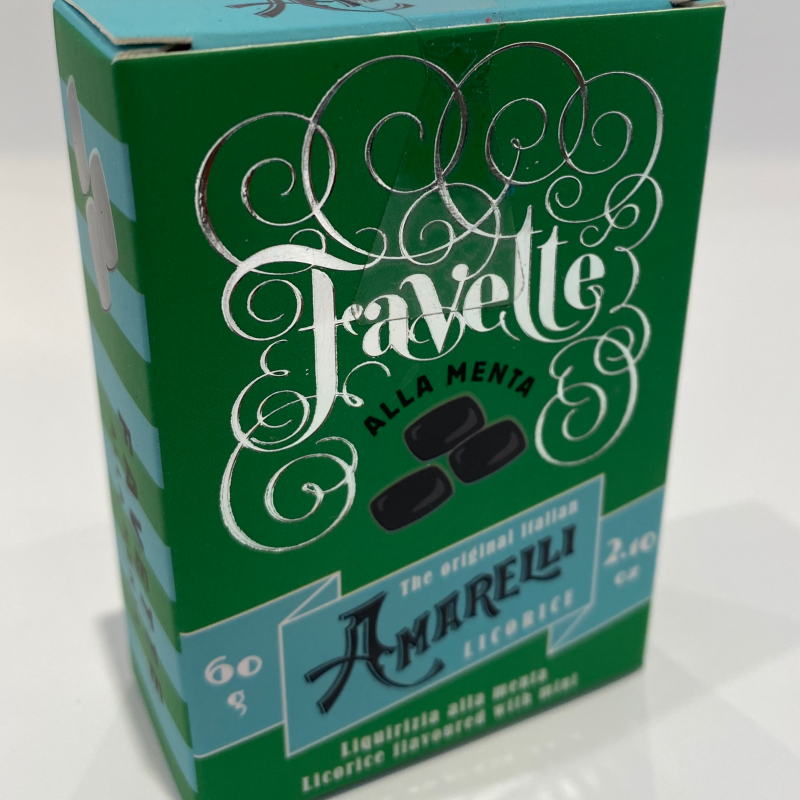 Favette
ALLA MENTA
The original Italian
AMARELLI
LICORICE
60
g
2.10
oz
Liquirizia alla menta
Licorice flavoured with mint